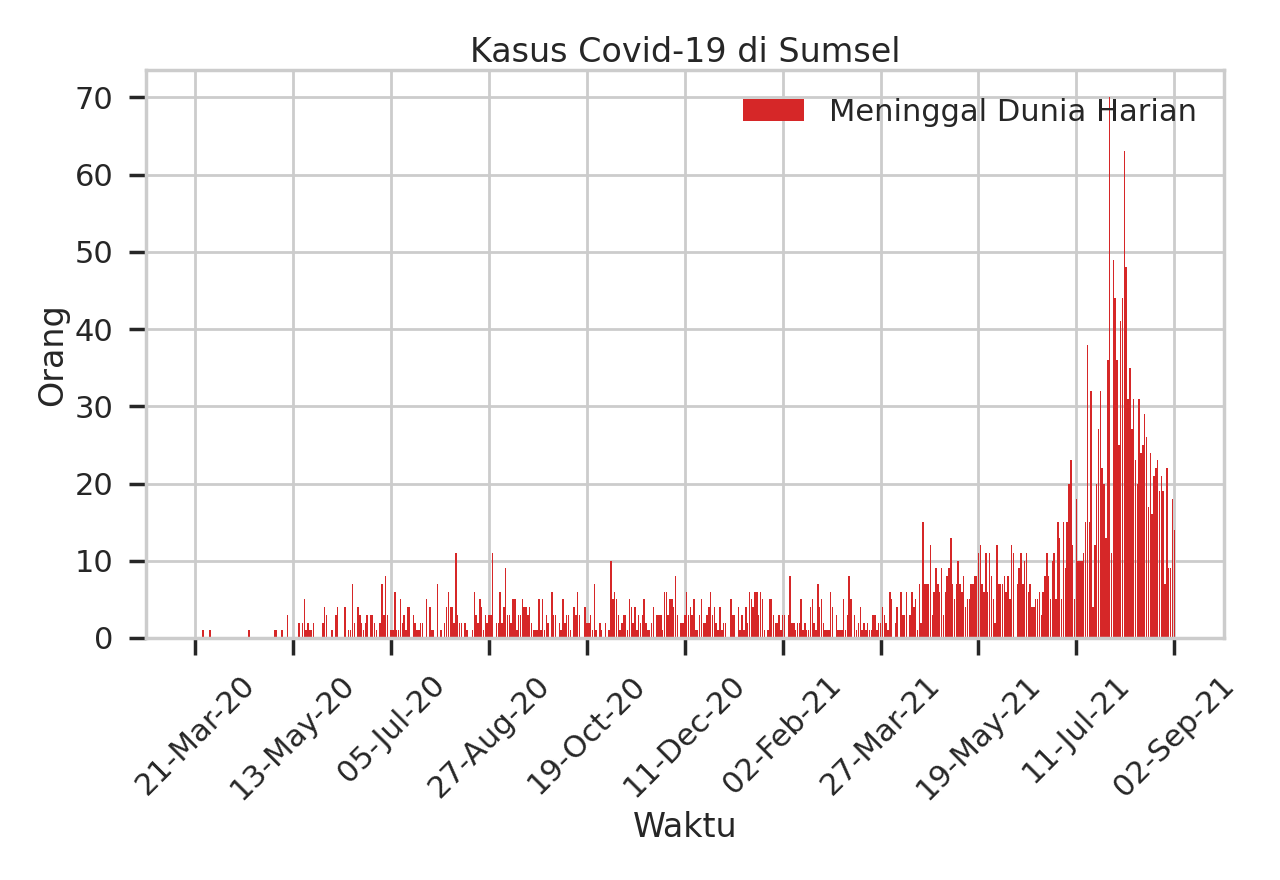 Kasus Covid-19 di Sumsel
Meninggal Dunia Harian
Orang
70
60
50
40
30
20
10
0
21-Mar-20
13-May-20
05-Jul-20
27-Aug-20
19-Oct-20
11-Dec-20
02-Feb-21
27-Mar-21
19-May-21
11-Jul-21
02-Sep-21
Waktu